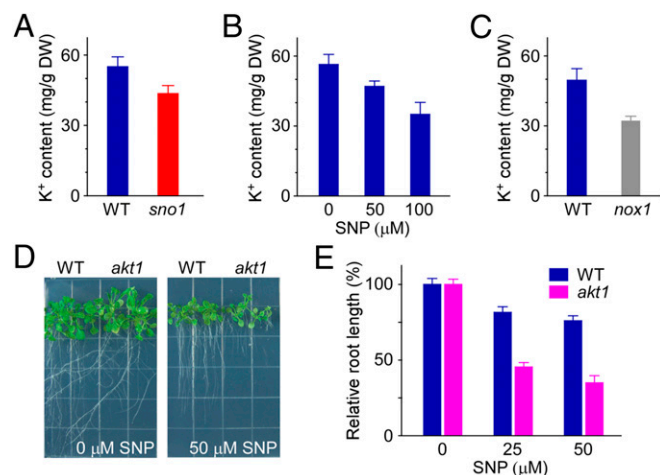 A
K⁺ content (mg/g DW)
60
30
0
WT sno1
B
K⁺ content (mg/g DW)
60
30
0
0 50 100
SNP (μM)
C
K⁺ content (mg/g DW)
60
30
0
WT nox1
D
WT akt1 WT akt1
0 μM SNP 50 μM SNP
E
WT
akt1
Relative root length (%)
100
50
0
0 25 50
SNP (μM)